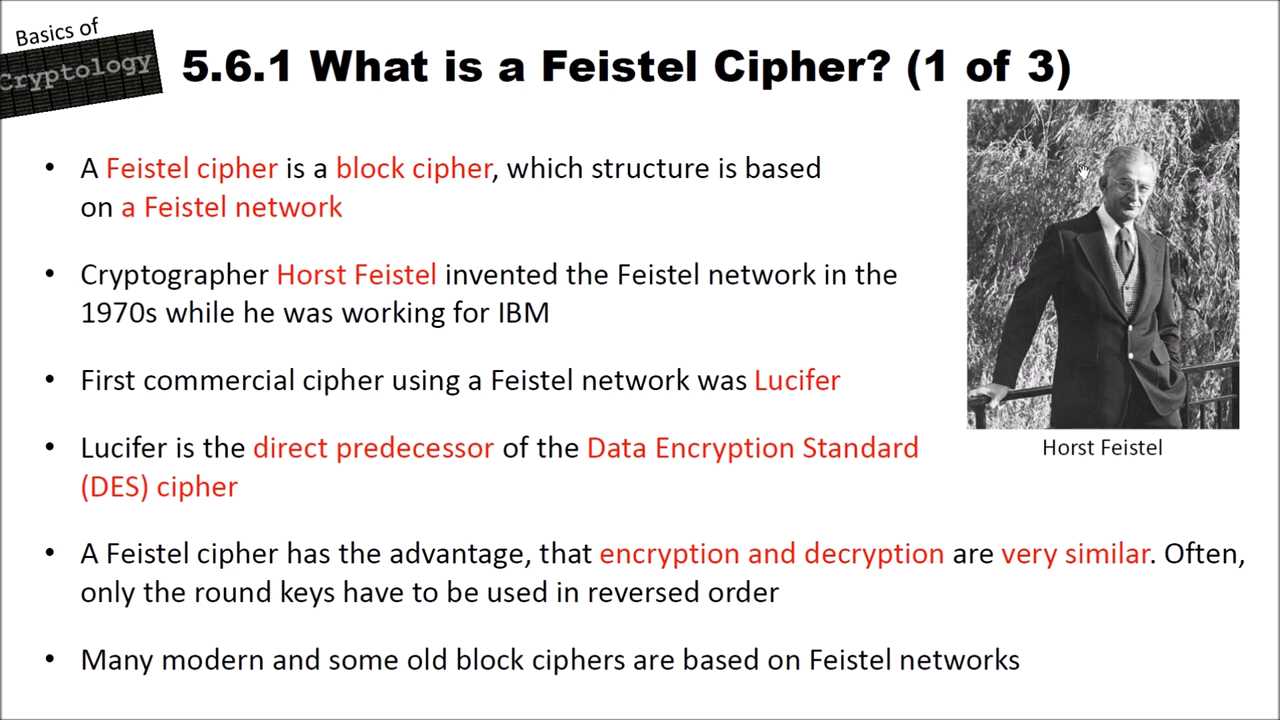 Basics of
Cryptology
5.6.1 What is a Feistel Cipher? (1 of 3)
• A Feistel cipher is a block cipher, which structure is based
on a Feistel network
• Cryptographer Horst Feistel invented the Feistel network in the
1970s while he was working for IBM
• First commercial cipher using a Feistel network was Lucifer
• Lucifer is the direct predecessor of the Data Encryption Standard
(DES) cipher
Horst Feistel
• A Feistel cipher has the advantage, that encryption and decryption are very similar. Often,
only the round keys have to be used in reversed order
• Many modern and some old block ciphers are based on Feistel networks